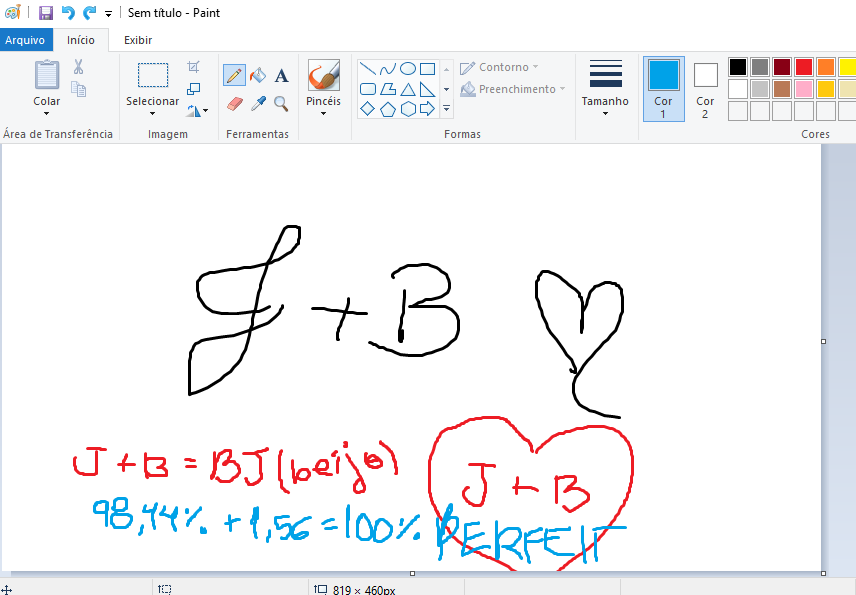 Sem título - Paint
Arquivo Início Exibir
Colar Selecionar A Pincéis Contorno Preenchimento Tamanho Cor 1 Cor 2
Área de Transferência Imagem Ferramentas Formas Cores
J + B
J + B = BJ (beijo)
J + B
98,44% + 1,56 = 100% PERFEIT
819 × 460px